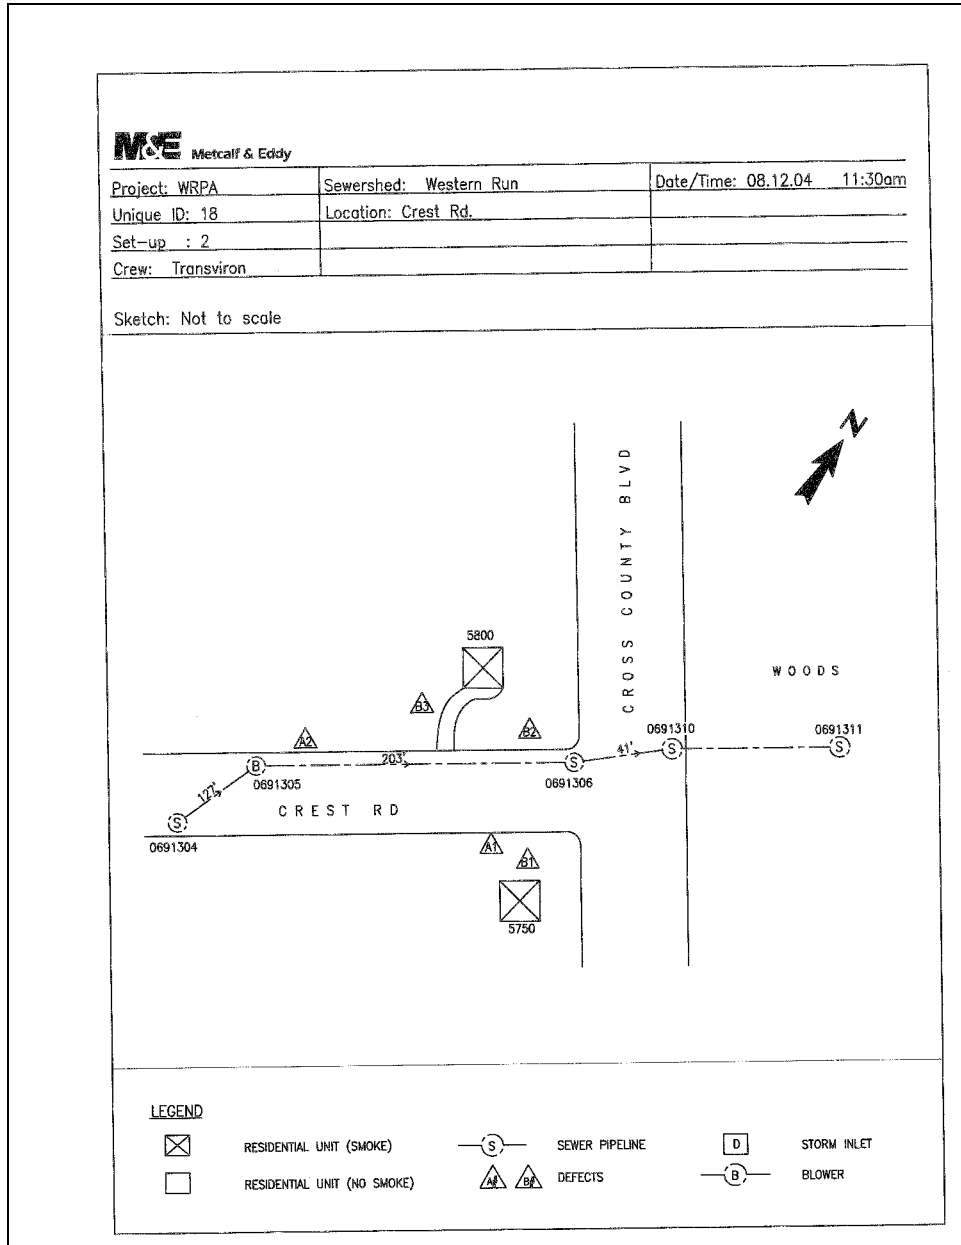 M&E Metcalf & Eddy
Project: WRPA Sewershed: Western Run Date/Time: 08.12.04 11:30am
Unique ID: 18 Location: Crest Rd.
Set-up : 2
Crew: Transviron
Sketch: Not to scale
N
CROSS COUNTY BLVD
5800
WOODS
B3
A2
B2
0691310
0691311
S
S
41'
B
203'
S
0691305
0691306
127'
CREST RD
S
0691304
A1
B1
5750
LEGEND
RESIDENTIAL UNIT (SMOKE)
S SEWER PIPELINE
D STORM INLET
RESIDENTIAL UNIT (NO SMOKE)
A# B# DEFECTS
B BLOWER